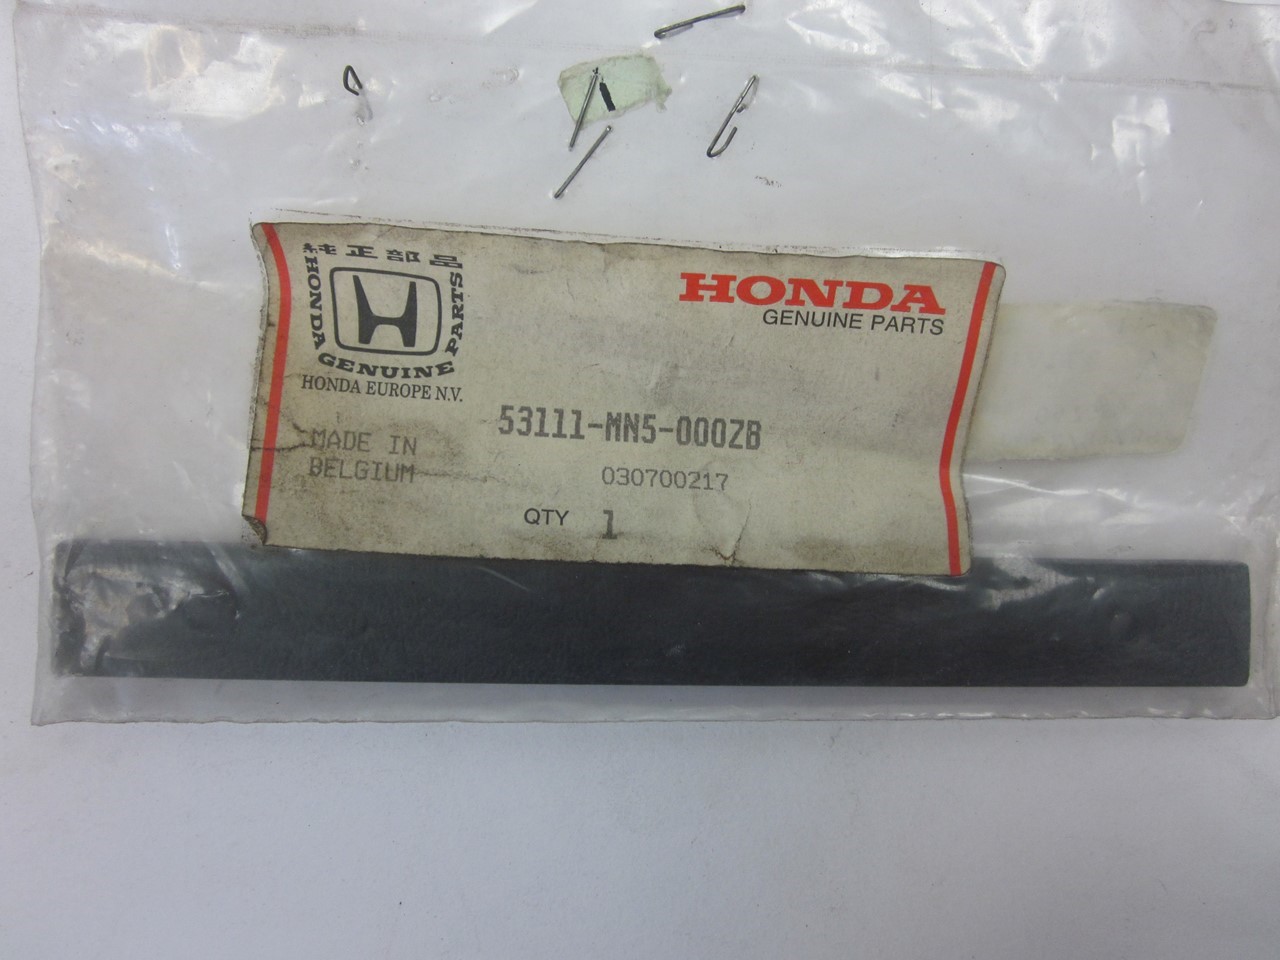 純正部品
HONDA GENUINE PARTS
HONDA EUROPE N.V.
HONDA
GENUINE PARTS
53111-MN5-000ZB
MADE IN
BELGIUM
030700217
QTY 1